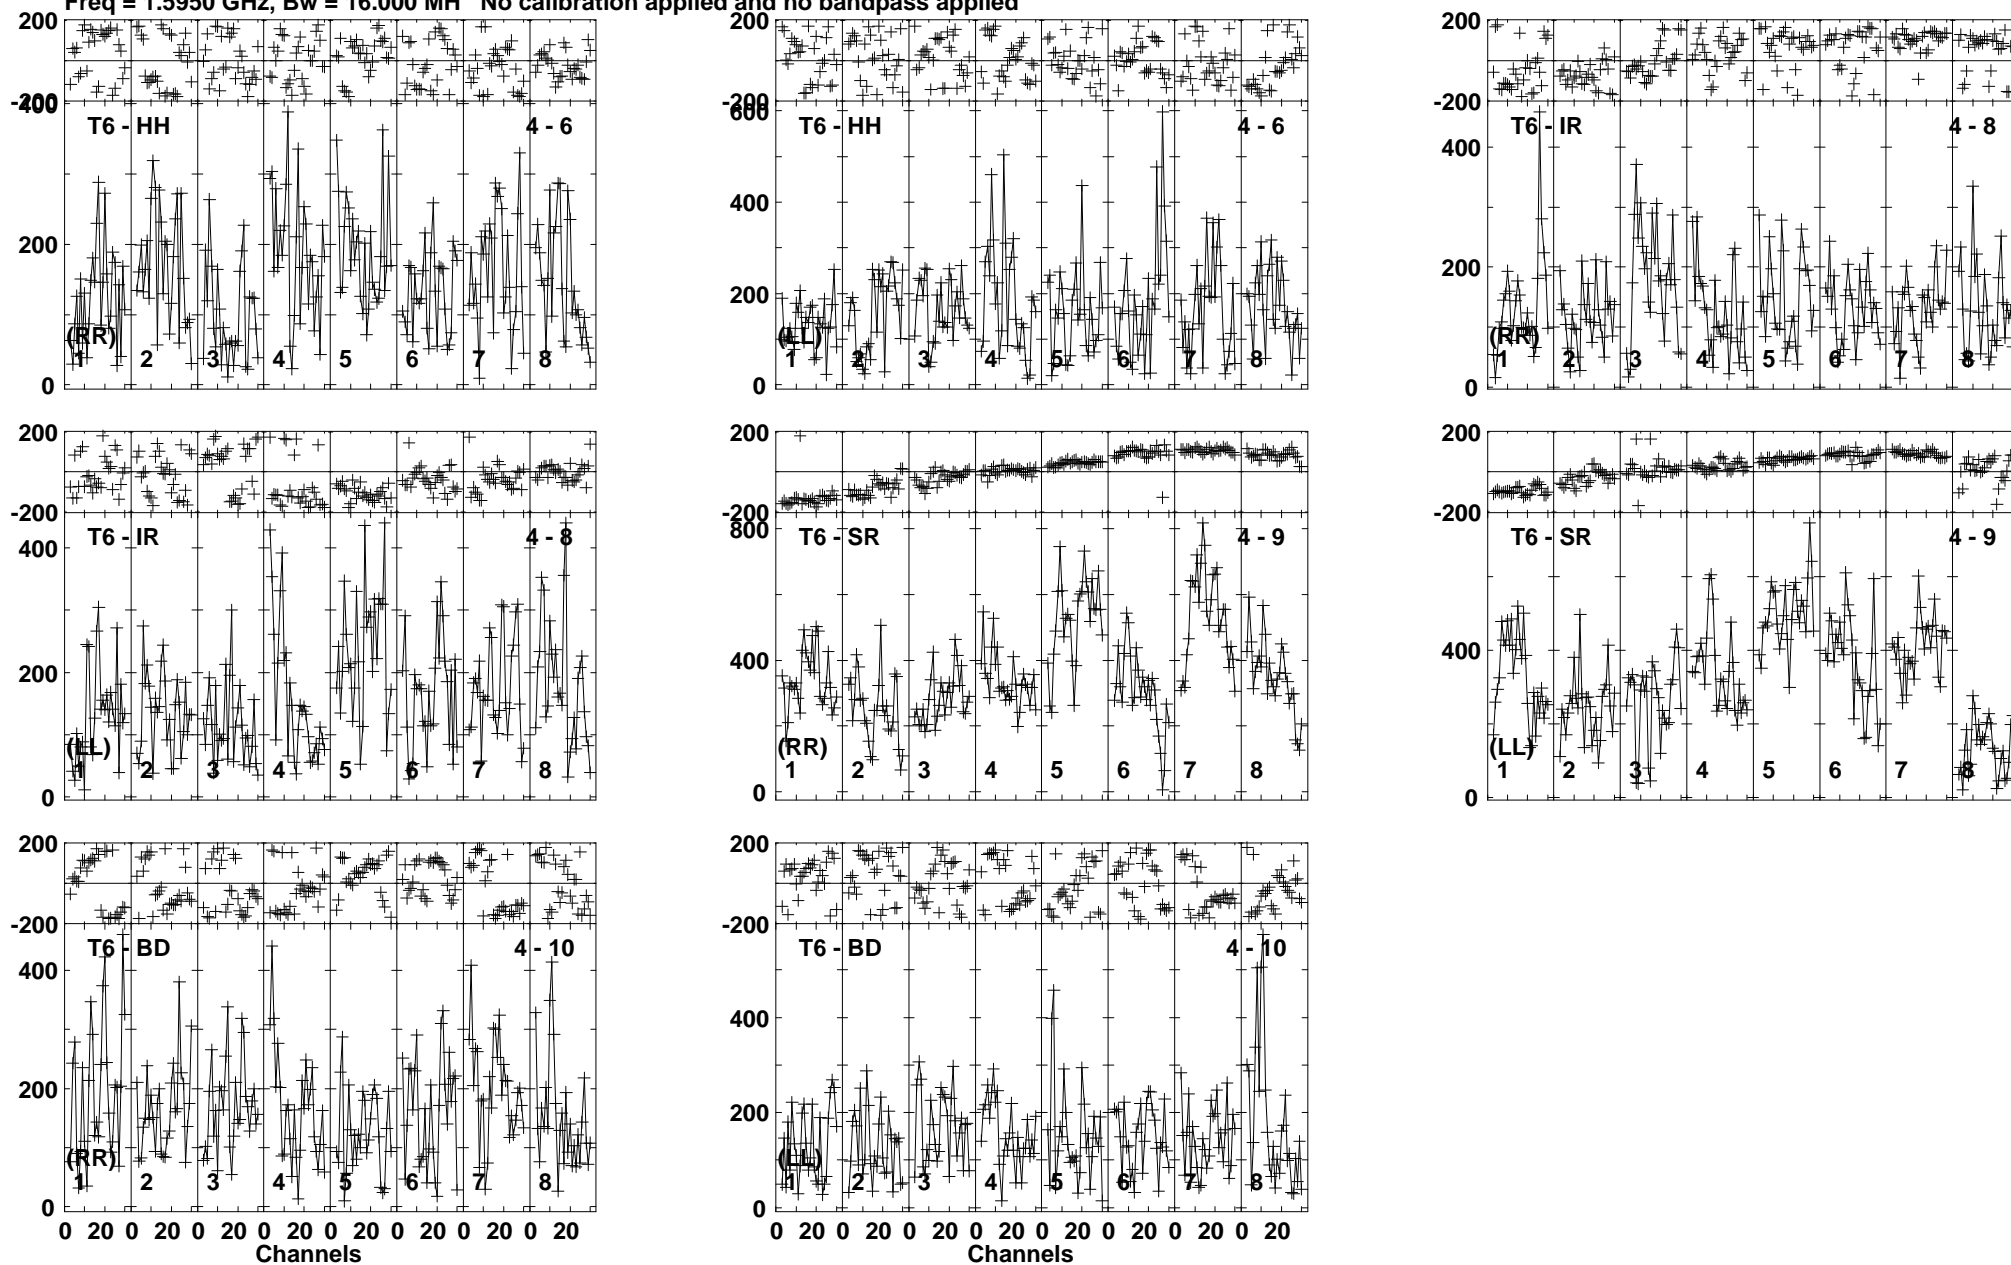 Freq = 1.5950 GHz, Bw = 16.000 MH No calibration applied and no bandpass applied
200
-200
400
T6 - HH 4 - 6
200
(RR)
1 2 3 4 5 6 7 8
0
200
-200
600
T6 - HH 4 - 6
400
200
(LL)
1 2 3 4 5 6 7 8
0
200
-200
T6 - IR 4 - 8
400
200
(RR)
1 2 3 4 5 6 7 8
0
200
-200
T6 - IR 4 - 8
400
200
(LL)
1 2 3 4 5 6 7 8
0
200
-200
800
T6 - SR 4 - 9
400
(RR)
1 2 3 4 5 6 7 8
0
200
-200
T6 - SR 4 - 9
400
(LL)
1 2 3 4 5 6 7 8
0
200
-200
T6 - BD 4 - 10
400
200
(RR)
1 2 3 4 5 6 7 8
0
0 20 0 20 0 20 0 20 0 20 0 20 0 20 0 20
Channels
200
-200
T6 - BD 4 - 10
400
200
(LL)
1 2 3 4 5 6 7 8
0
0 20 0 20 0 20 0 20 0 20 0 20 0 20 0 20
Channels